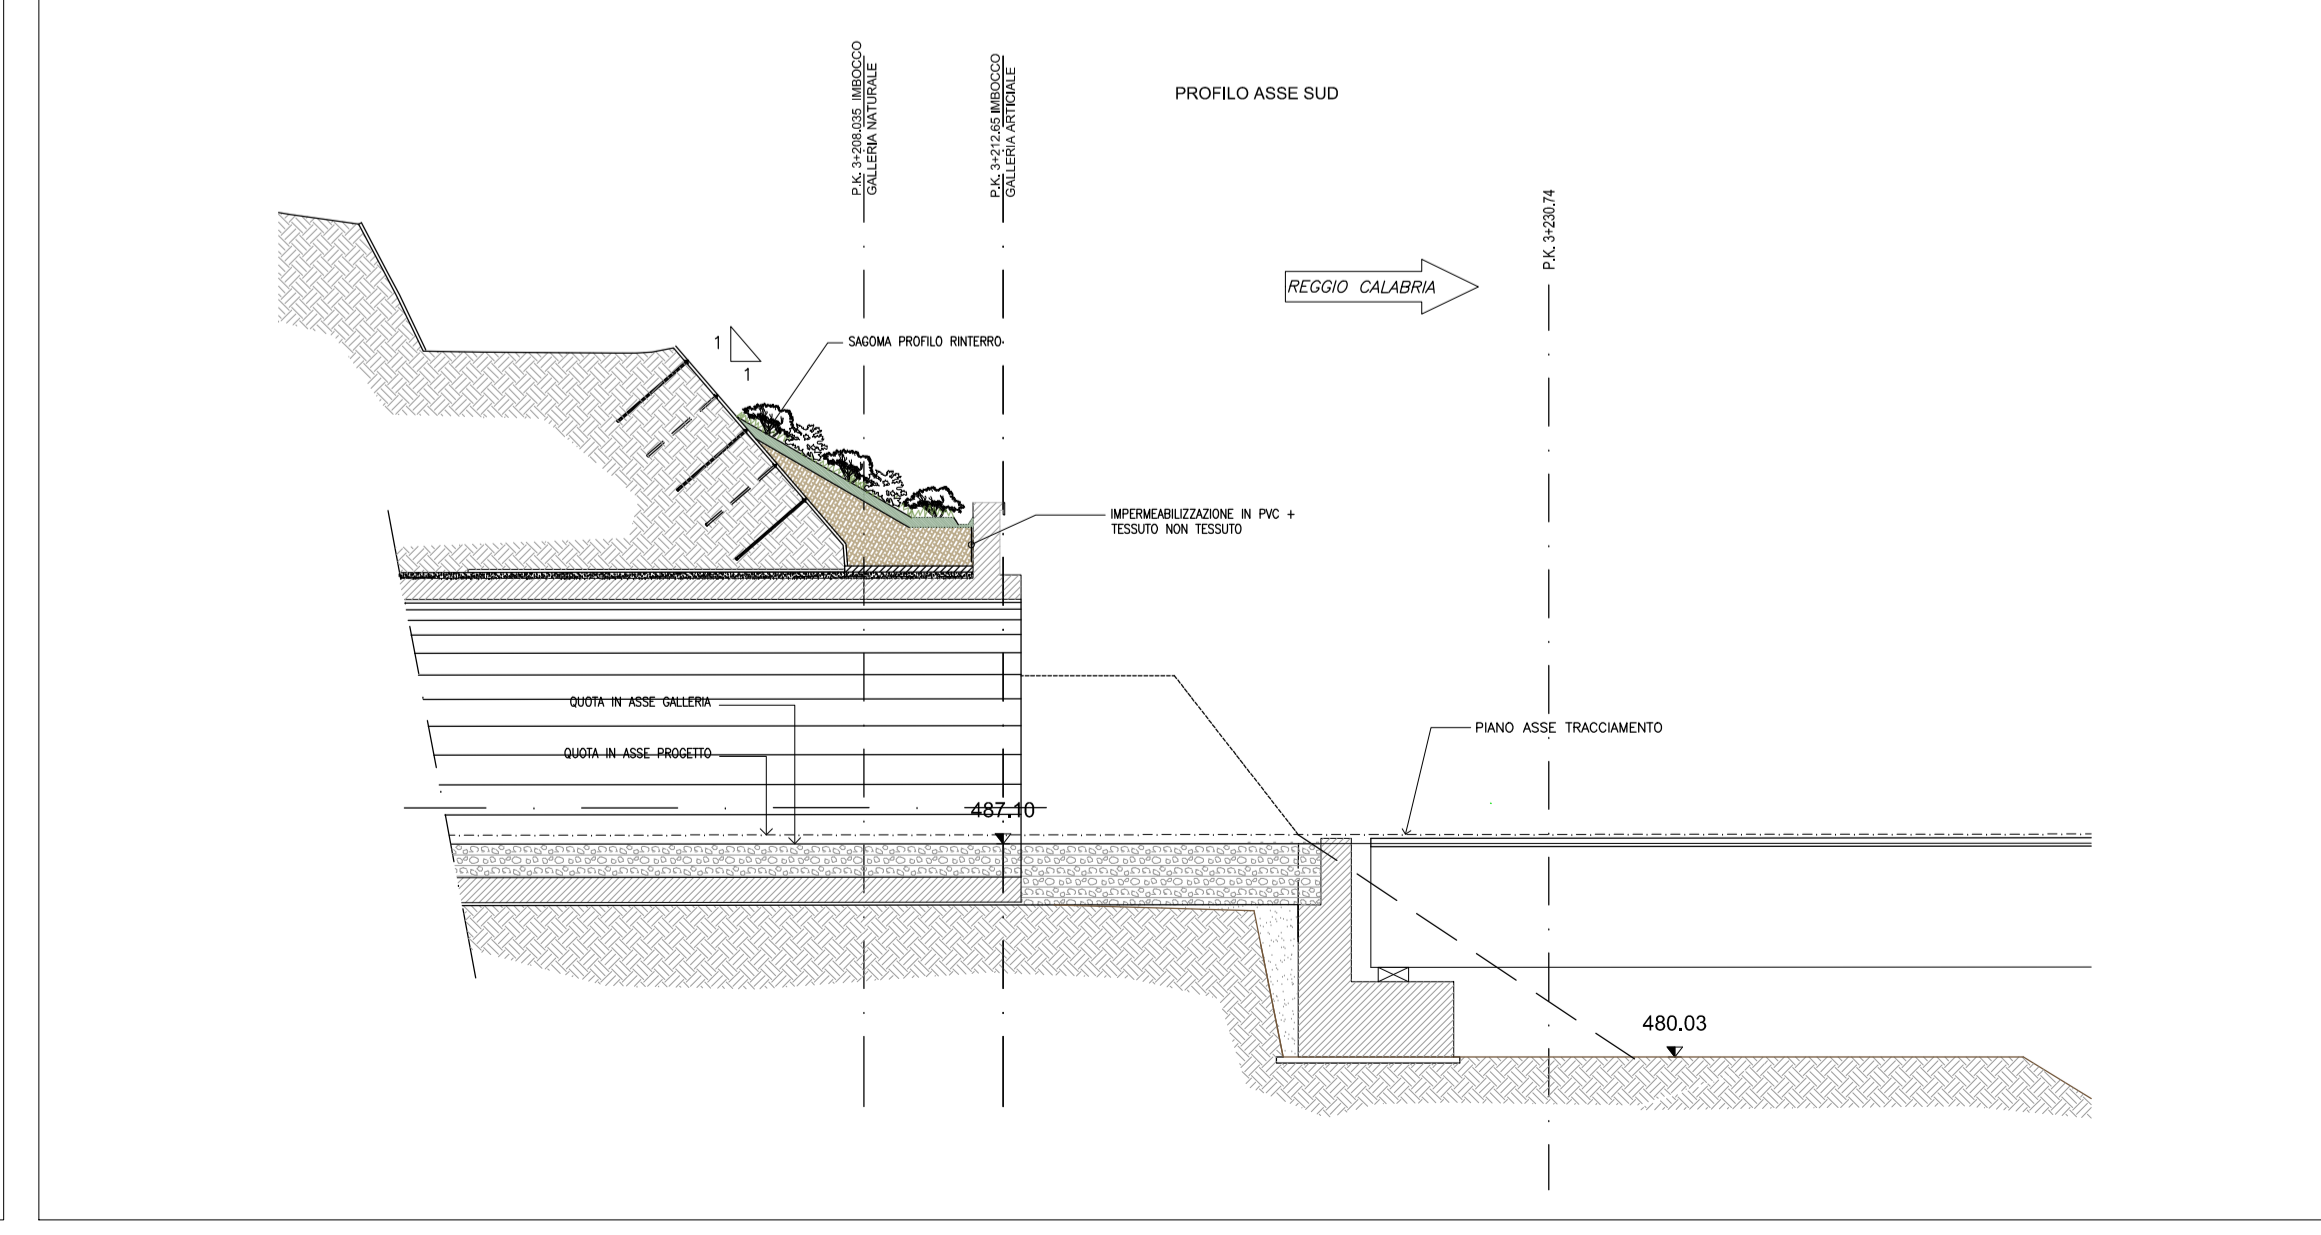 P.K. 3+208.035 IMBOCCO
GALLERIA NATURALE
P.K. 3+212.65 IMBOCCO
GALLERIA ARTICIALE
PROFILO ASSE SUD
P.K. 3+230.74
REGGIO CALABRIA
1
1
SAGOMA PROFILO RINTERRO
IMPERMEABILIZZAZIONE IN PVC +
TESSUTO NON TESSUTO
QUOTA IN ASSE GALLERIA
QUOTA IN ASSE PROGETTO
PIANO ASSE TRACCIAMENTO
487.10
480.03